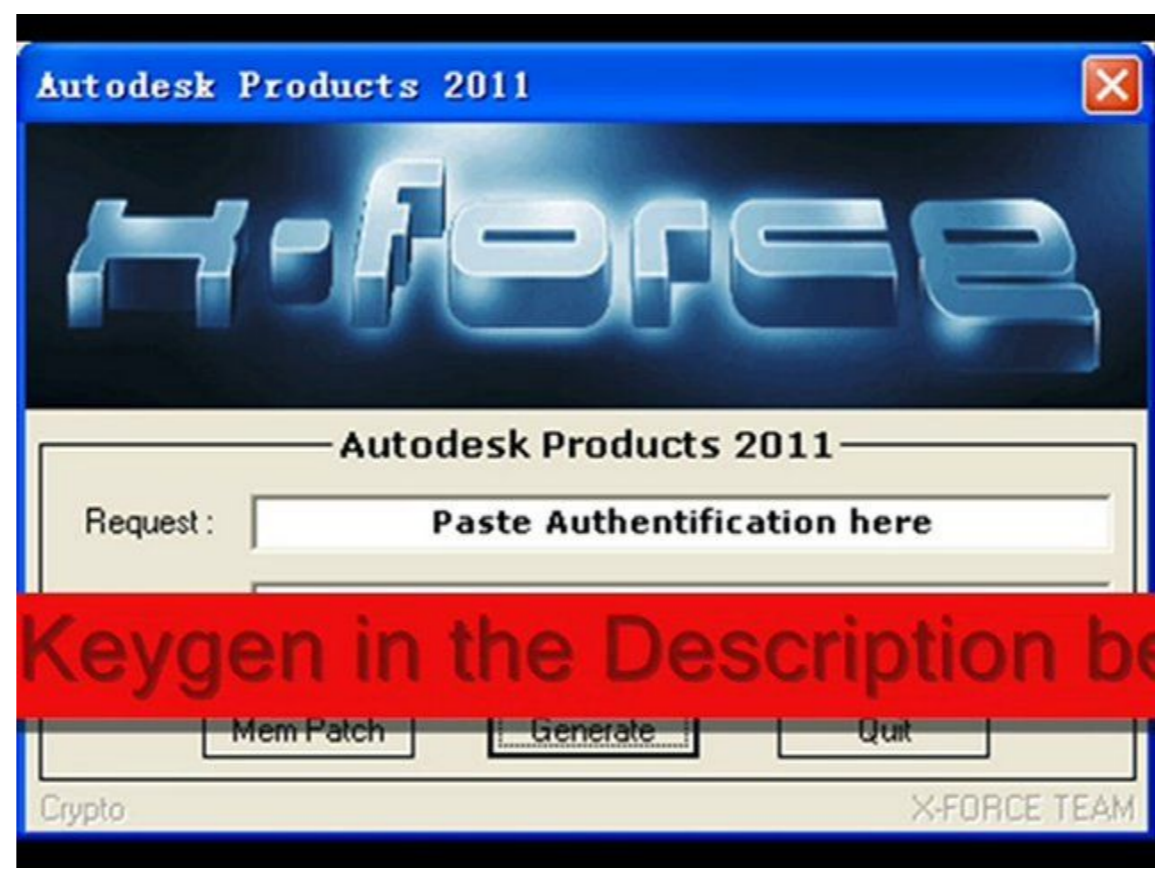 Autodesk Products 2011
x-force
Autodesk Products 2011
Request :
Paste Authentification here
Keygen in the Description be
Mem Patch
Generate
Quit
Crypto
X-FORCE TEAM